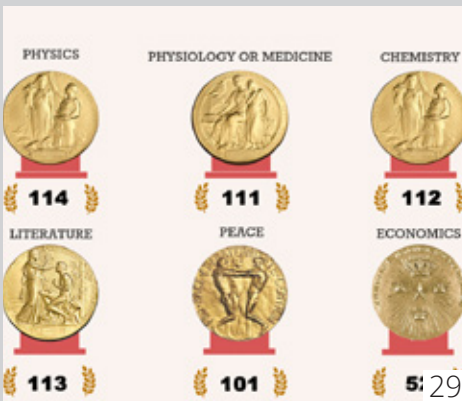 PHYSICS PHYSIOLOGY OR MEDICINE CHEMISTRY
114 111 112
LITERATURE PEACE ECONOMICS
113 101
29